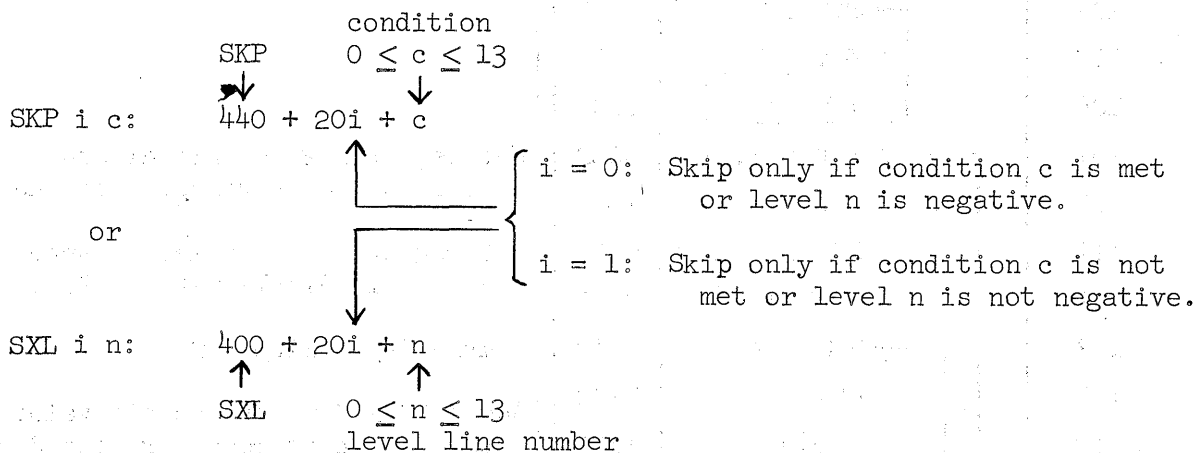 condition
SKP 0 ≤ c ≤ 13
SKP i c: 440 + 20i + c
i = 0: Skip only if condition c is met
or level n is negative.
or
i = 1: Skip only if condition c is not
met or level n is not negative.
SXL i n: 400 + 20i + n
SXL 0 ≤ n ≤ 13
level line number